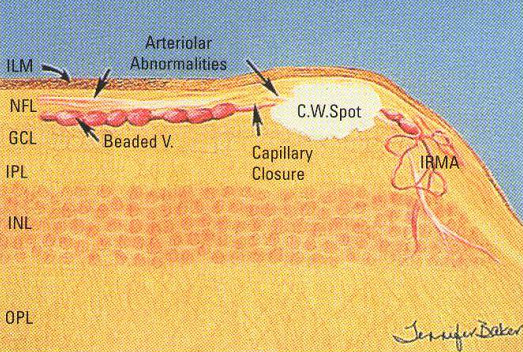 Arteriolar
Abnormalities
ILM
NFL
C.W.Spot
GCL
Beaded V.
Capillary
Closure
IRMA
IPL
INL
OPL
Jennifer Baker